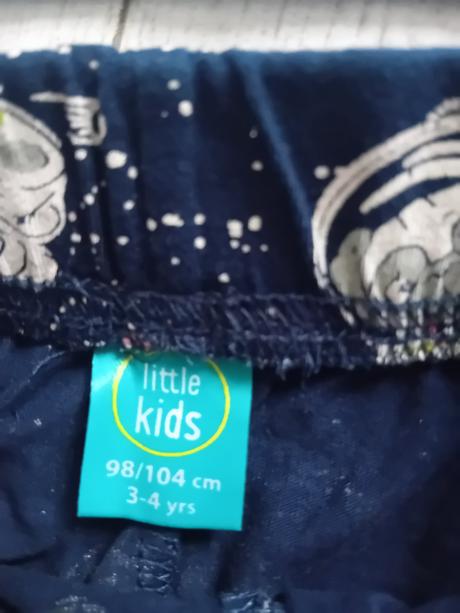 little
kids
98/104 cm
3-4 yrs